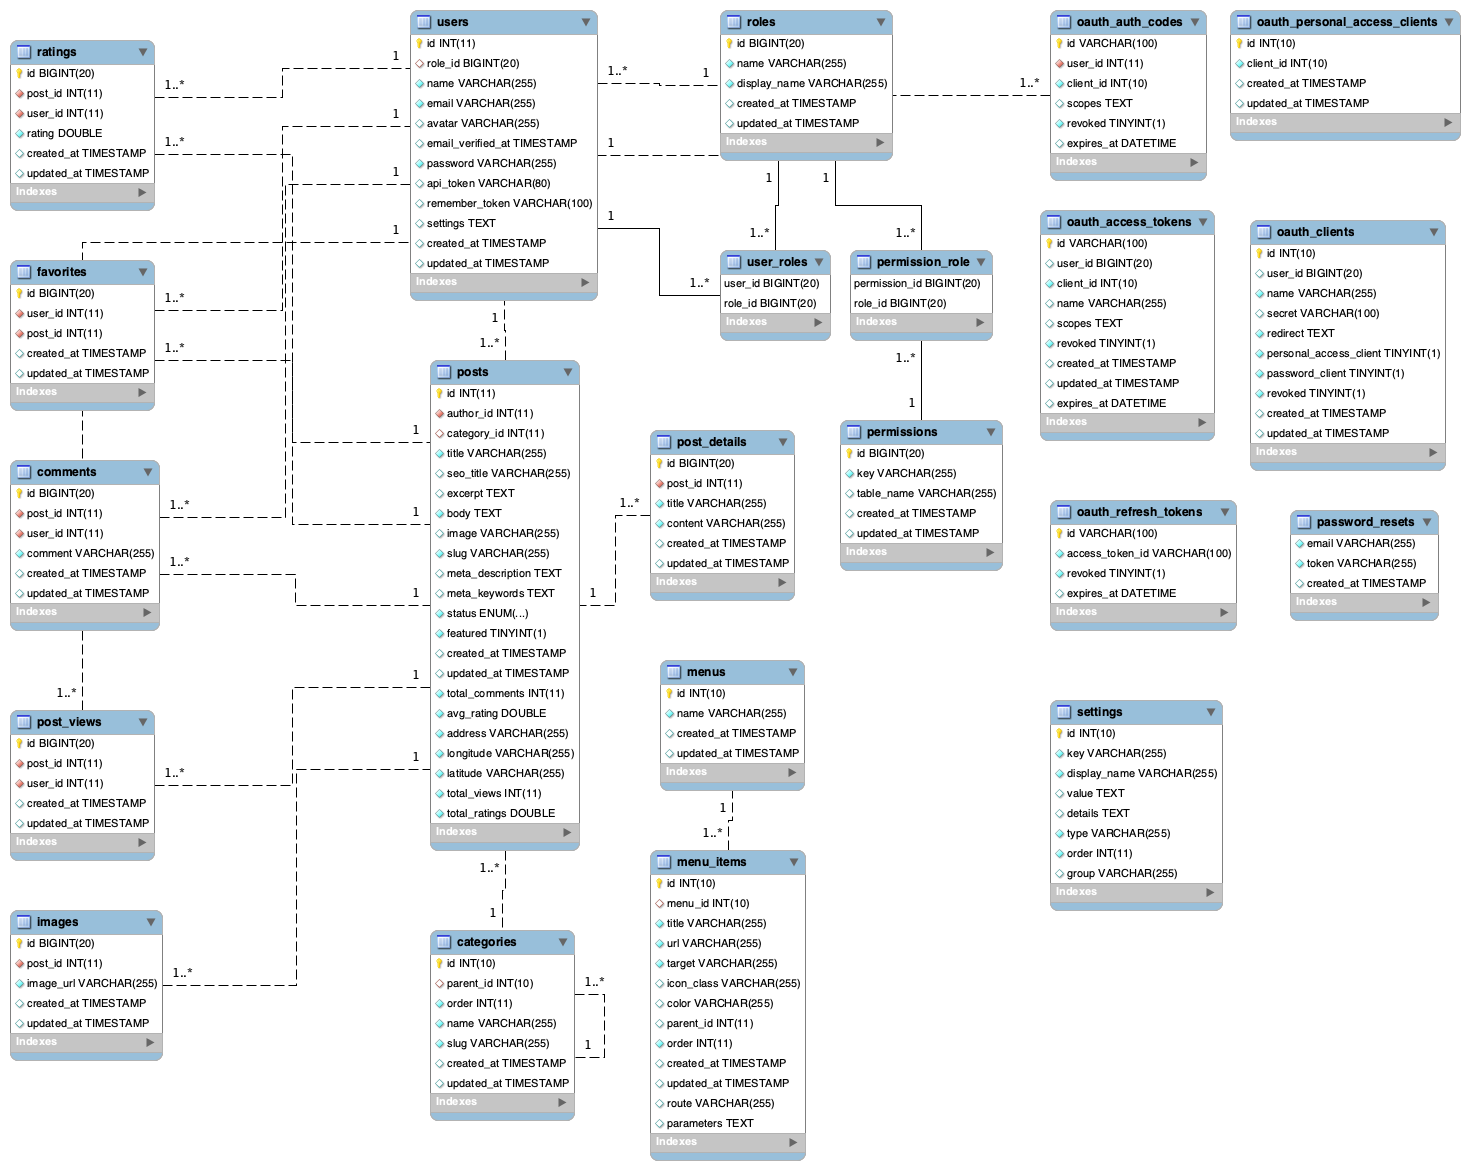 users
id INT(11)
role_id BIGINT(20)
name VARCHAR(255)
email VARCHAR(255)
avatar VARCHAR(255)
email_verified_at TIMESTAMP
password VARCHAR(255)
api_token VARCHAR(80)
remember_token VARCHAR(100)
settings TEXT
created_at TIMESTAMP
updated_at TIMESTAMP
Indexes
roles
id BIGINT(20)
name VARCHAR(255)
display_name VARCHAR(255)
created_at TIMESTAMP
updated_at TIMESTAMP
Indexes
oauth_auth_codes
id VARCHAR(100)
user_id INT(11)
client_id INT(10)
scopes TEXT
revoked TINYINT(1)
expires_at DATETIME
Indexes
oauth_personal_access_clients
id INT(10)
client_id INT(10)
created_at TIMESTAMP
updated_at TIMESTAMP
Indexes
ratings
id BIGINT(20)
post_id INT(11)
user_id INT(11)
rating DOUBLE
created_at TIMESTAMP
updated_at TIMESTAMP
Indexes
1..*
1
1..*
1
1
1
1..*
1
1
1
1..*
1..*
1
1..*
1
1..*
favorites
id BIGINT(20)
user_id INT(11)
post_id INT(11)
created_at TIMESTAMP
updated_at TIMESTAMP
Indexes
1..*
1..*
user_roles
user_id BIGINT(20)
role_id BIGINT(20)
Indexes
permission_role
permission_id BIGINT(20)
role_id BIGINT(20)
Indexes
1..*
1
oauth_access_tokens
id VARCHAR(100)
user_id BIGINT(20)
client_id INT(10)
name VARCHAR(255)
scopes TEXT
revoked TINYINT(1)
created_at TIMESTAMP
updated_at TIMESTAMP
expires_at DATETIME
Indexes
oauth_clients
id INT(10)
user_id BIGINT(20)
name VARCHAR(255)
secret VARCHAR(100)
redirect TEXT
personal_access_client TINYINT(1)
password_client TINYINT(1)
revoked TINYINT(1)
created_at TIMESTAMP
updated_at TIMESTAMP
Indexes
1
1..*
posts
id INT(11)
author_id INT(11)
category_id INT(11)
title VARCHAR(255)
seo_title VARCHAR(255)
excerpt TEXT
body TEXT
image VARCHAR(255)
slug VARCHAR(255)
meta_description TEXT
meta_keywords TEXT
status ENUM(...)
featured TINYINT(1)
created_at TIMESTAMP
updated_at TIMESTAMP
total_comments INT(11)
avg_rating DOUBLE
address VARCHAR(255)
longitude VARCHAR(255)
latitude VARCHAR(255)
total_views INT(11)
total_ratings DOUBLE
Indexes
1
1
1
1
1
1
1..*
post_details
id BIGINT(20)
post_id INT(11)
title VARCHAR(255)
content VARCHAR(255)
created_at TIMESTAMP
updated_at TIMESTAMP
Indexes
permissions
id BIGINT(20)
key VARCHAR(255)
table_name VARCHAR(255)
created_at TIMESTAMP
updated_at TIMESTAMP
Indexes
comments
id BIGINT(20)
post_id INT(11)
user_id INT(11)
comment VARCHAR(255)
created_at TIMESTAMP
updated_at TIMESTAMP
Indexes
1..*
1..*
1..*
oauth_refresh_tokens
id VARCHAR(100)
access_token_id VARCHAR(100)
revoked TINYINT(1)
expires_at DATETIME
Indexes
password_resets
email VARCHAR(255)
token VARCHAR(255)
created_at TIMESTAMP
Indexes
post_views
id BIGINT(20)
post_id INT(11)
user_id INT(11)
created_at TIMESTAMP
updated_at TIMESTAMP
Indexes
1..*
menus
id INT(10)
name VARCHAR(255)
created_at TIMESTAMP
updated_at TIMESTAMP
Indexes
1
1..*
settings
id INT(10)
key VARCHAR(255)
display_name VARCHAR(255)
value TEXT
details TEXT
type VARCHAR(255)
order INT(11)
group VARCHAR(255)
Indexes
images
id BIGINT(20)
post_id INT(11)
image_url VARCHAR(255)
created_at TIMESTAMP
updated_at TIMESTAMP
Indexes
1..*
1..*
1
categories
id INT(10)
parent_id INT(10)
order INT(11)
name VARCHAR(255)
slug VARCHAR(255)
created_at TIMESTAMP
updated_at TIMESTAMP
Indexes
1..*
1
menu_items
id INT(10)
menu_id INT(10)
title VARCHAR(255)
url VARCHAR(255)
target VARCHAR(255)
icon_class VARCHAR(255)
color VARCHAR(255)
parent_id INT(11)
order INT(11)
created_at TIMESTAMP
updated_at TIMESTAMP
route VARCHAR(255)
parameters TEXT
Indexes